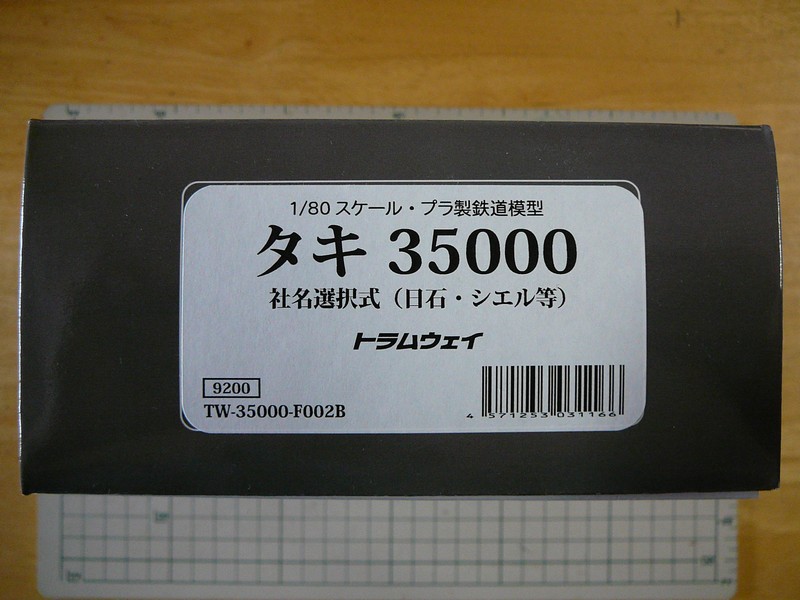 1/80 スケール・プラ製鉄道模型
タキ 35000
社名選択式（日石・シエル等）
トラムウェイ
9200
TW-35000-F002B
4 571253 031166